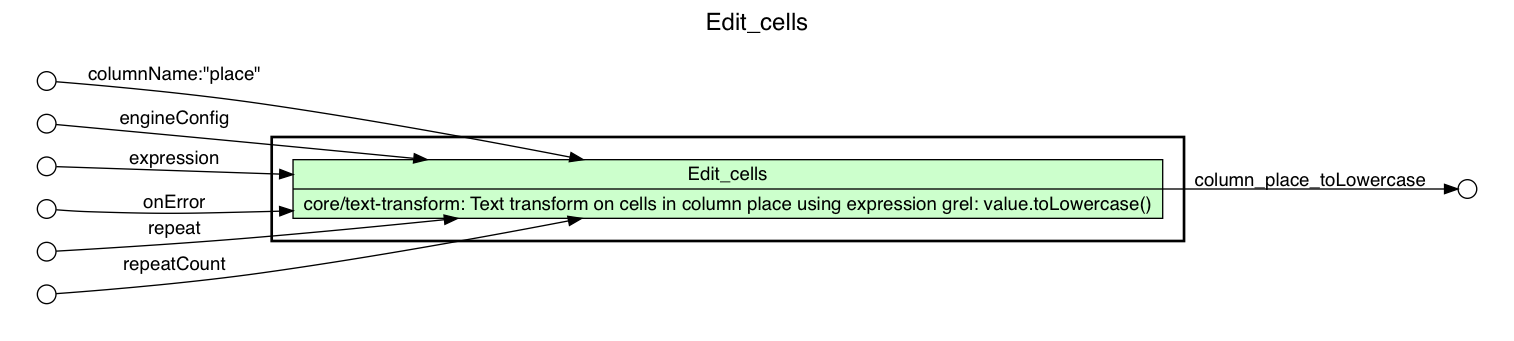 Edit_cells
columnName:"place"
engineConfig
expression
onError
repeat
repeatCount
Edit_cells
core/text-transform: Text transform on cells in column place using expression grel: value.toLowercase()
column_place_toLowercase